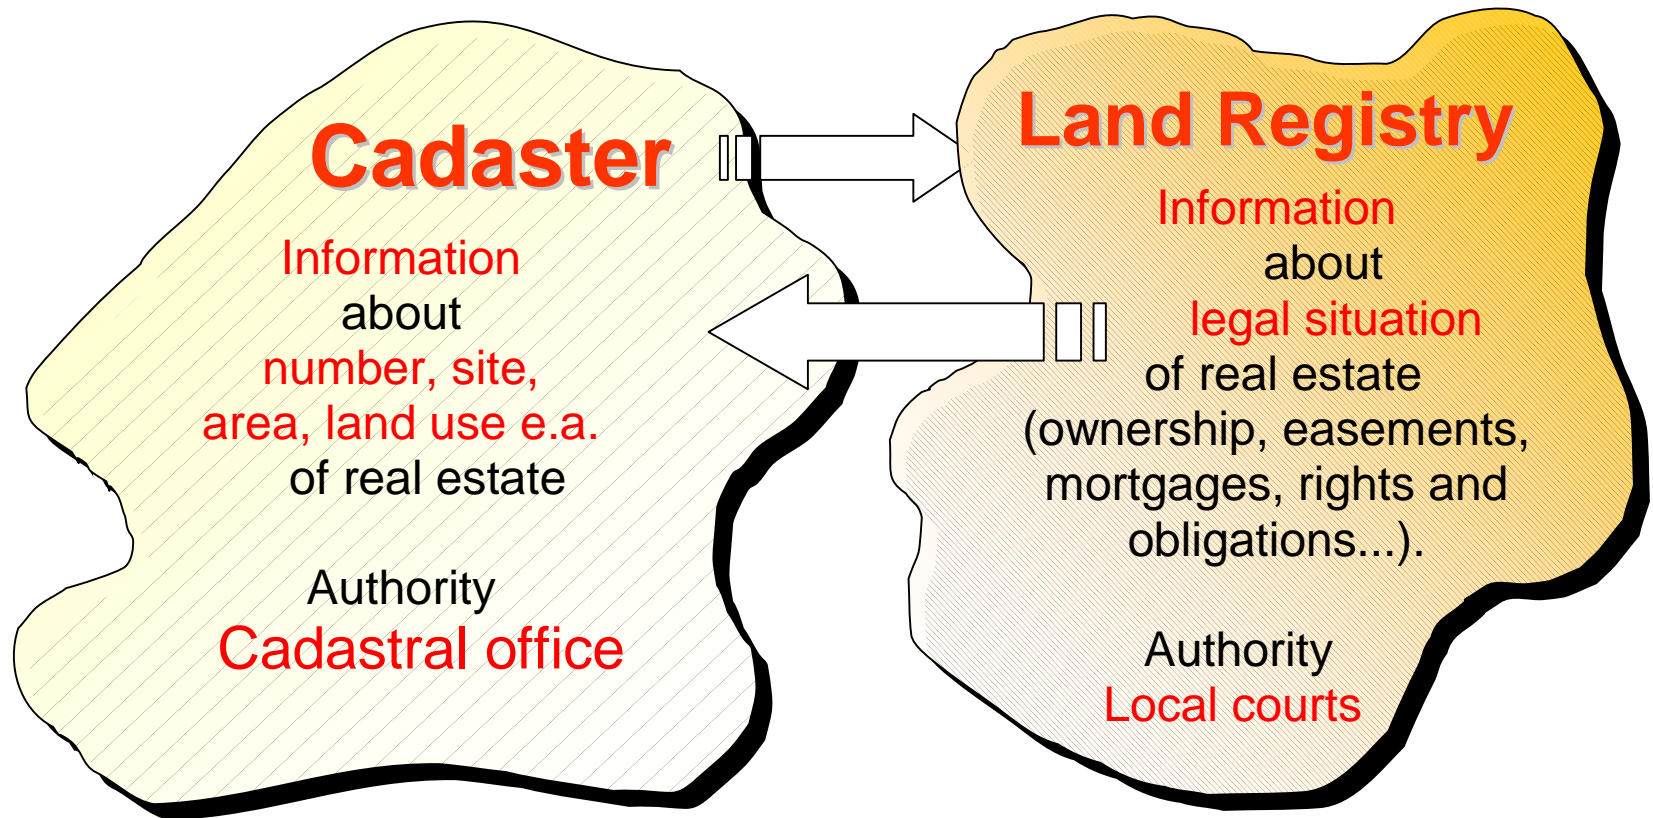 Cadaster
Information
about
number, site,
area, land use e.a.
of real estate
Authority
Cadastral office
Land Registry
Information
about
legal situation
of real estate
(ownership, easements,
mortgages, rights and
obligations...).
Authority
Local courts